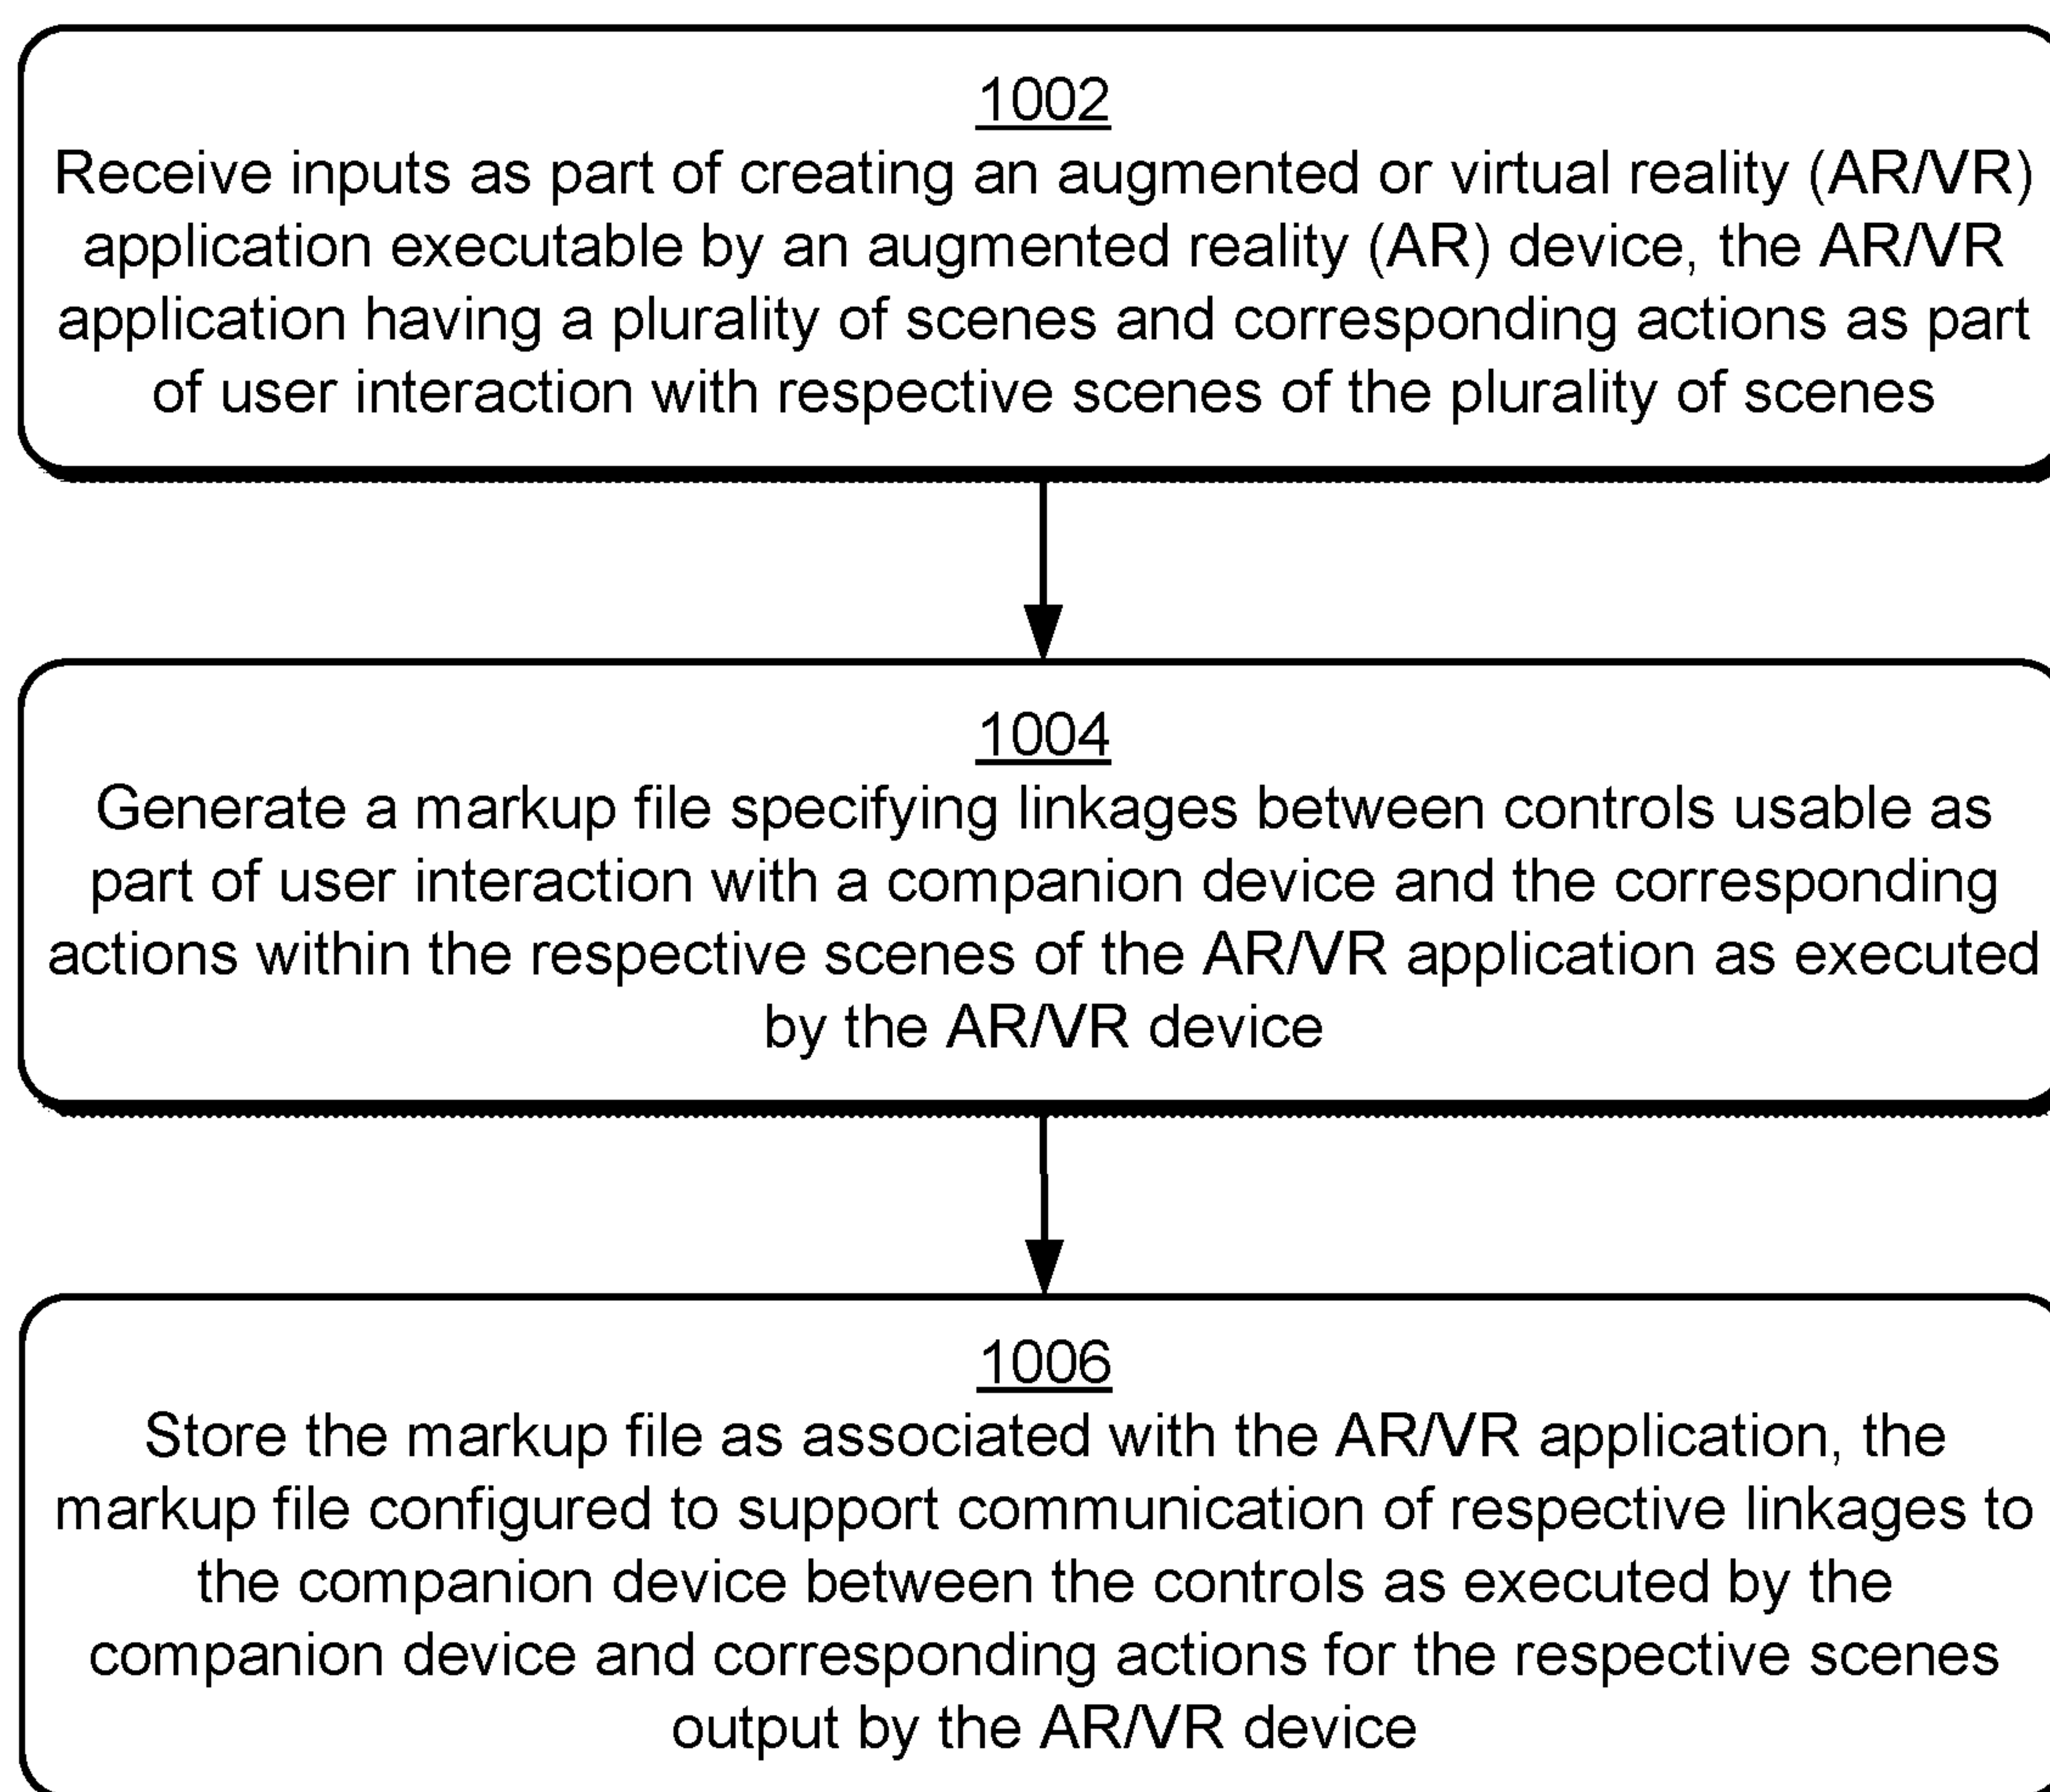 1002
Receive inputs as part of creating an augmented or virtual reality (AR/VR)
application executable by an augmented reality (AR) device, the AR/VR
application having a plurality of scenes and corresponding actions as part
of user interaction with respective scenes of the plurality of scenes
1004
Generate a markup file specifying linkages between controls usable as
part of user interaction with a companion device and the corresponding
actions within the respective scenes of the AR/VR application as executed
by the AR/VR device
1006
Store the markup file as associated with the AR/VR application, the
markup file configured to support communication of respective linkages to
the companion device between the controls as executed by the
companion device and corresponding actions for the respective scenes
output by the AR/VR device